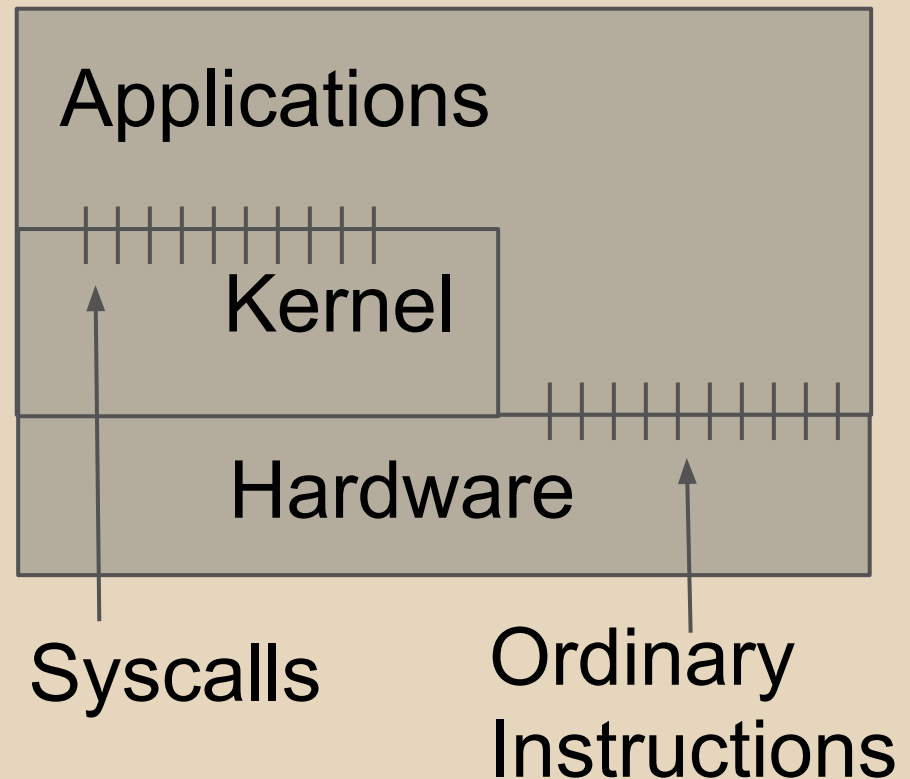 Applications
Kernel
Hardware
Syscalls
Ordinary
Instructions